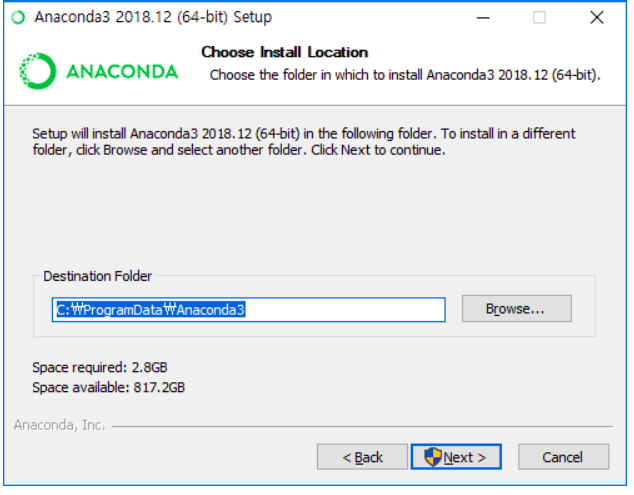 Anaconda3 2018.12 (64-bit) Setup
ANACONDA
Choose Install Location
Choose the folder in which to install Anaconda3 2018.12 (64-bit).
Setup will install Anaconda3 2018.12 (64-bit) in the following folder. To install in a different
folder, click Browse and select another folder. Click Next to continue.
Destination Folder
C:₩ProgramData₩Anaconda3
Browse...
Space required: 2.8GB
Space available: 817.2GB
Anaconda, Inc.
< Back
Next >
Cancel